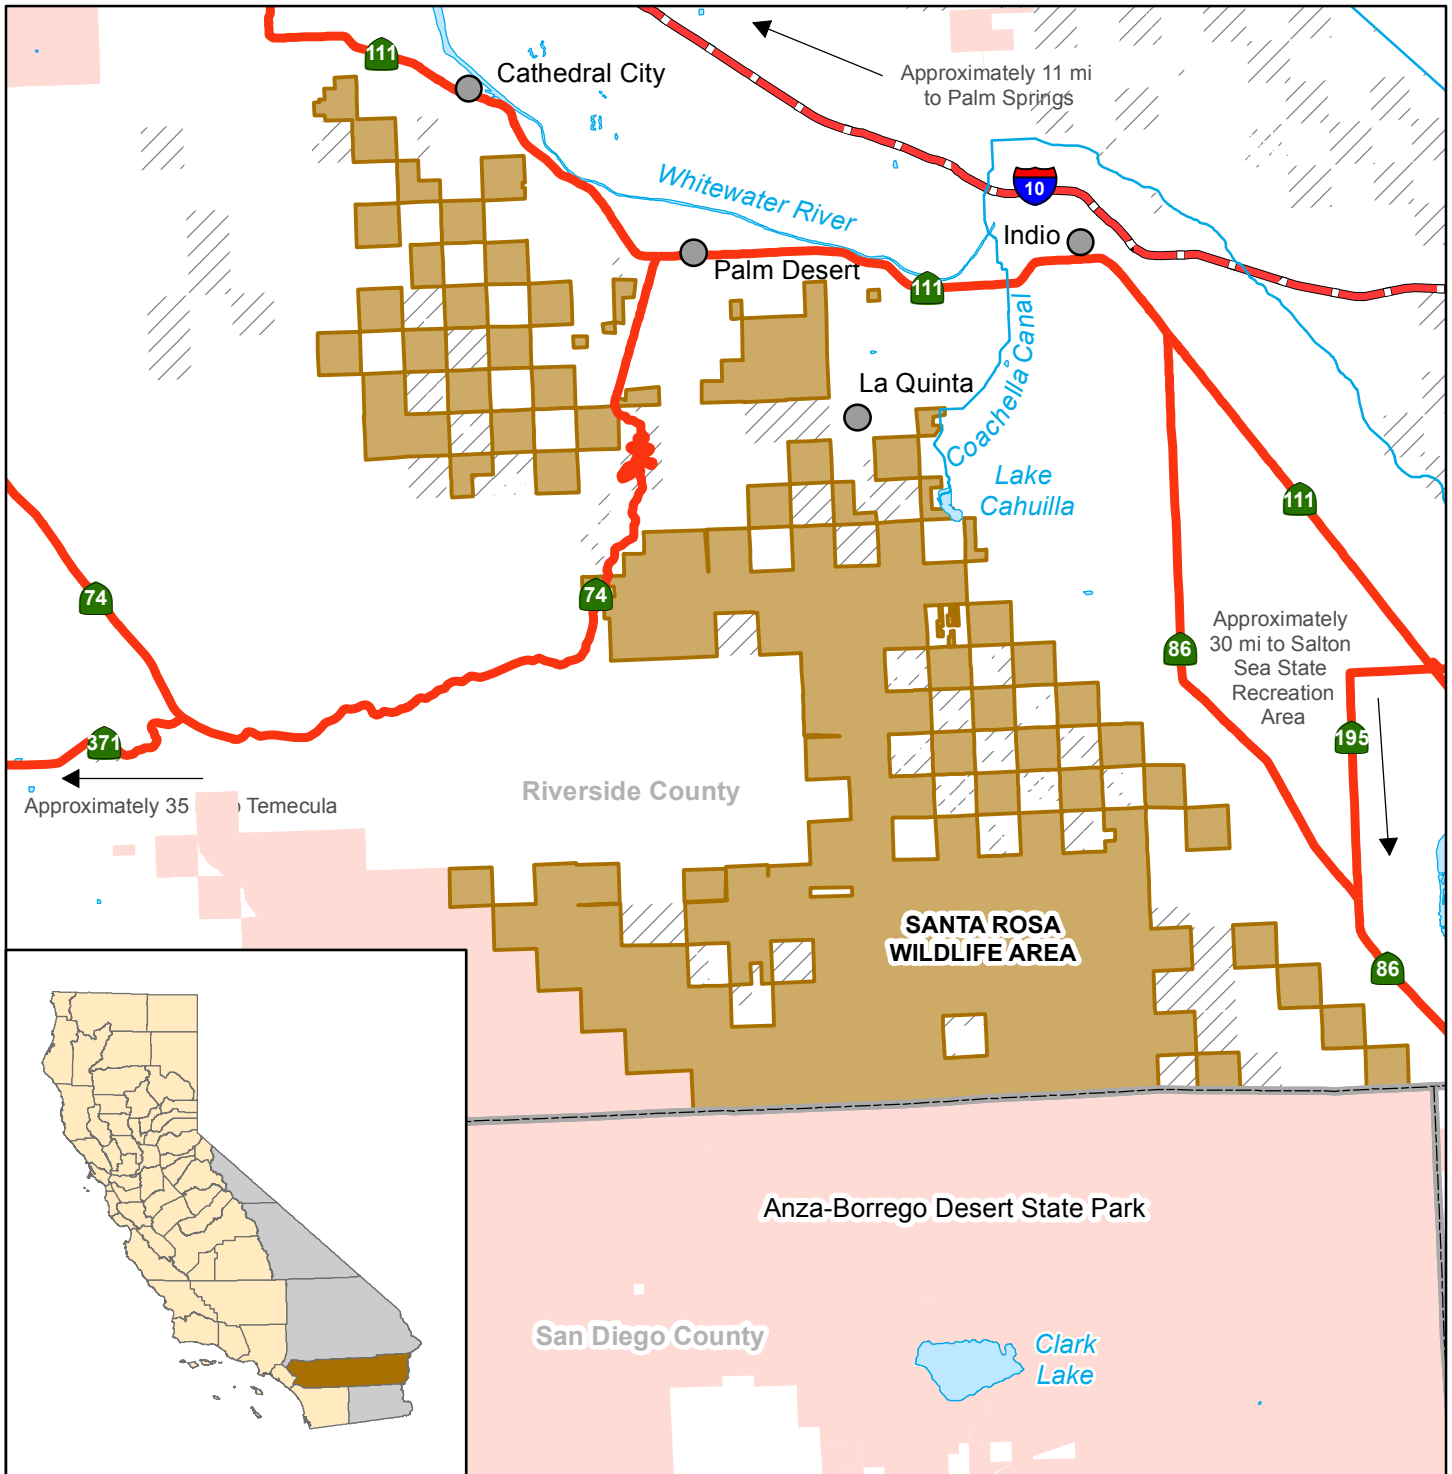 111
Cathedral City
Approximately 11 mi
to Palm Springs
Whitewater River
10
Indio
Palm Desert
111
Coachella Canal
La Quinta
Lake
Cahuilla
111
74
74
86
Approximately
30 mi to Salton
Sea State
Recreation
Area
195
371
Approximately 35
Temecula
Riverside County
SANTA ROSA
WILDLIFE AREA
86
Anza-Borrego Desert State Park
San Diego County
Clark
Lake